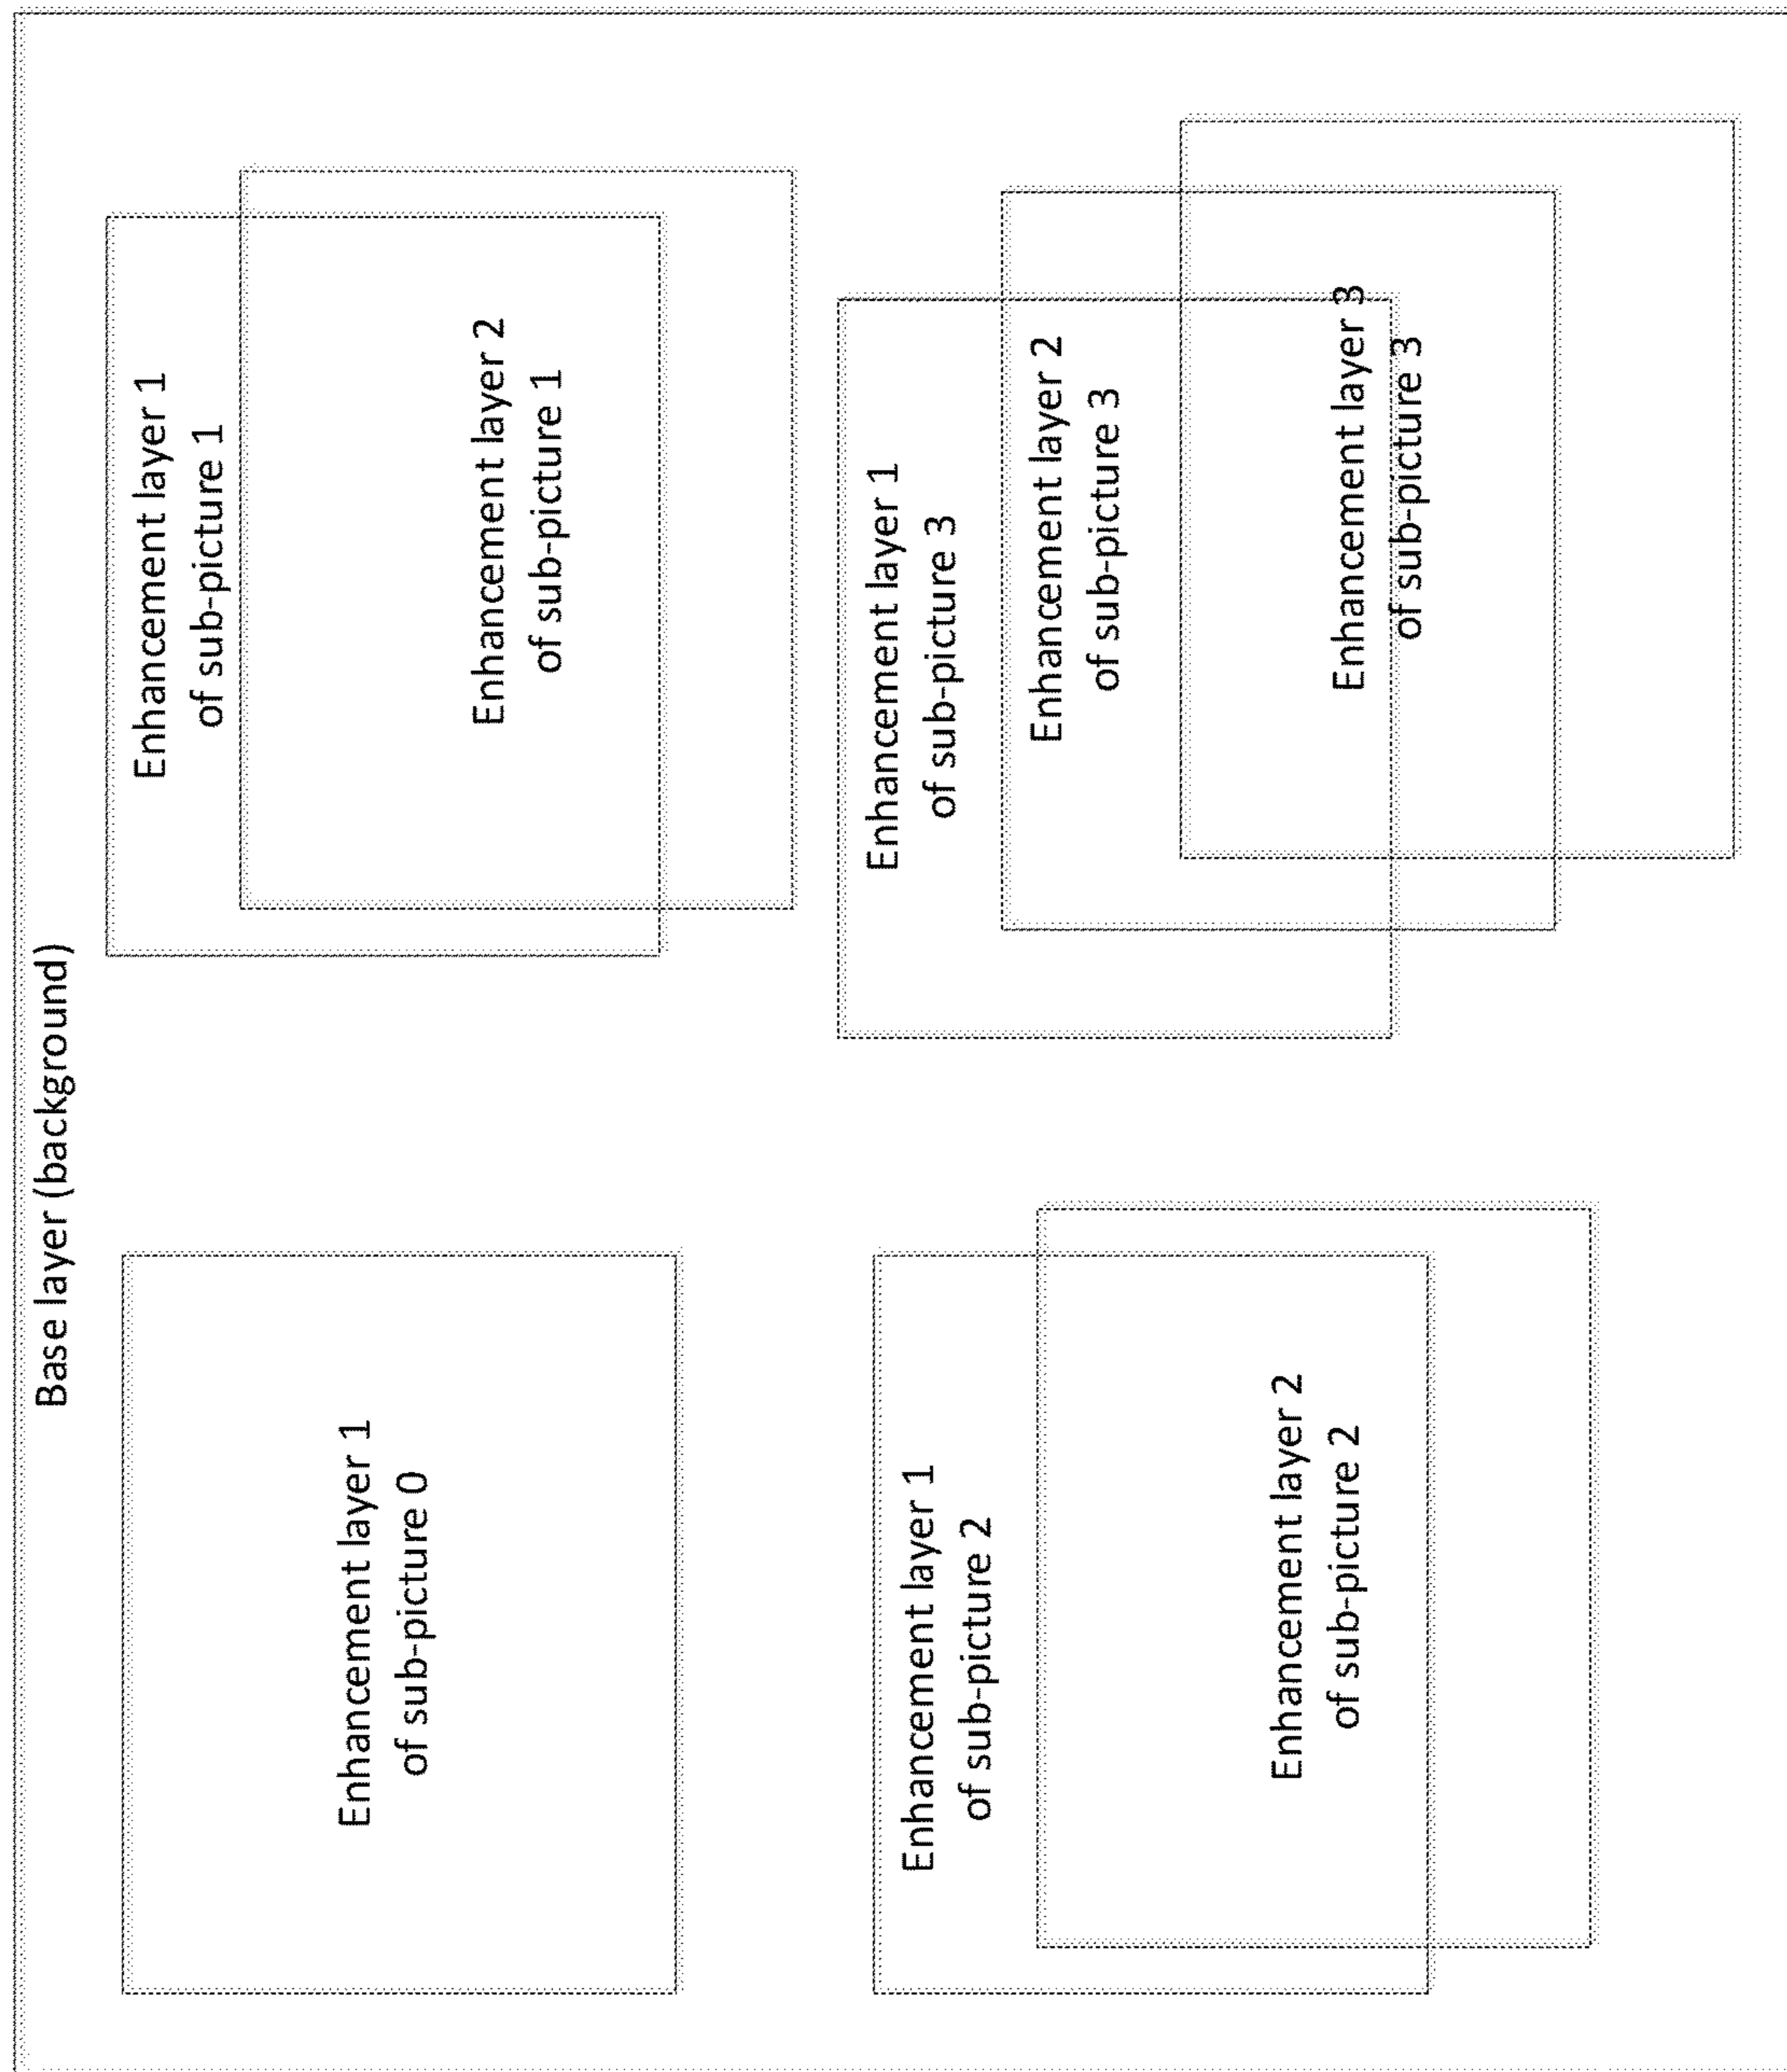 Base layer (background)
Enhancement layer 1
of sub-picture 0
Enhancement layer 1
of sub-picture 1
Enhancement layer 2
of sub-picture 1
Enhancement layer 1
of sub-picture 2
Enhancement layer 2
of sub-picture 2
Enhancement layer 1
of sub-picture 3
Enhancement layer 2
of sub-picture 3
Enhancement layer 3
of sub-picture 3